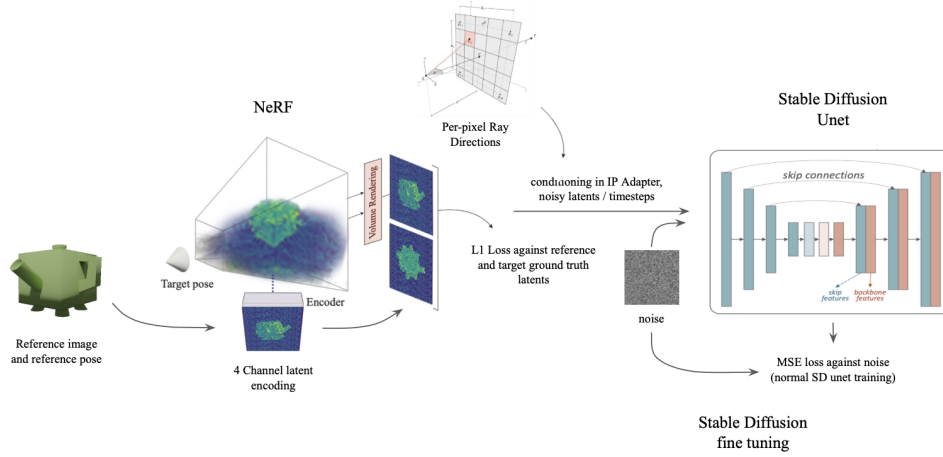 NeRF
Per-pixel Ray
Directions
Stable Diffusion
Unet
Volume Rendering
conditioning in IP Adapter,
noisy latents / timesteps
skip connections
L1 Loss against reference
and target ground truth
latents
Target pose
Encoder
skip
features
backbone
features
noise
Reference image
and reference pose
4 Channel latent
encoding
MSE loss against noise
(normal SD unet training)
Stable Diffusion
fine tuning